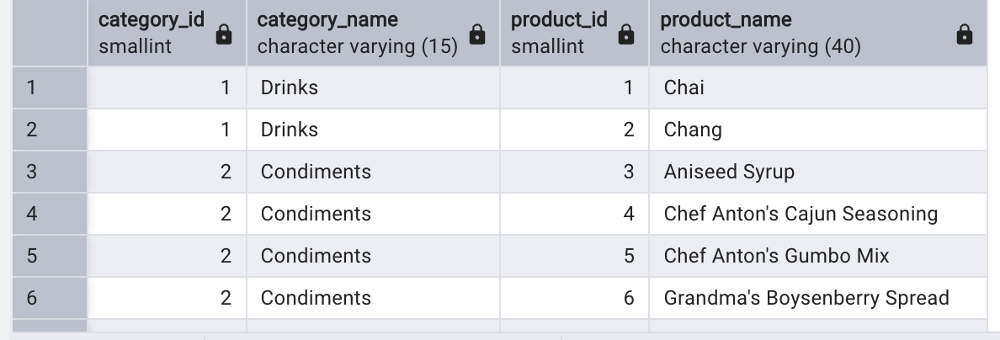 category_id category_name product_id product_name
smallint character varying (15) smallint character varying (40)
1 1 Drinks 1 Chai
2 1 Drinks 2 Chang
3 2 Condiments 3 Aniseed Syrup
4 2 Condiments 4 Chef Anton's Cajun Seasoning
5 2 Condiments 5 Chef Anton's Gumbo Mix
6 2 Condiments 6 Grandma's Boysenberry Spread